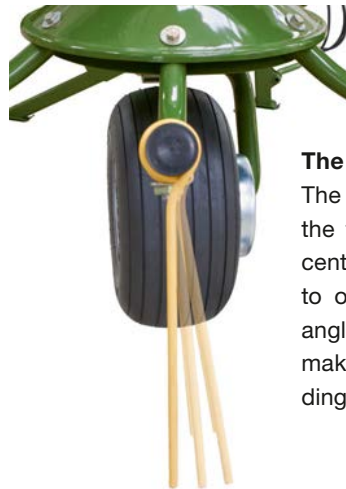 The
The
the
cent
to o
angl
mak
ding